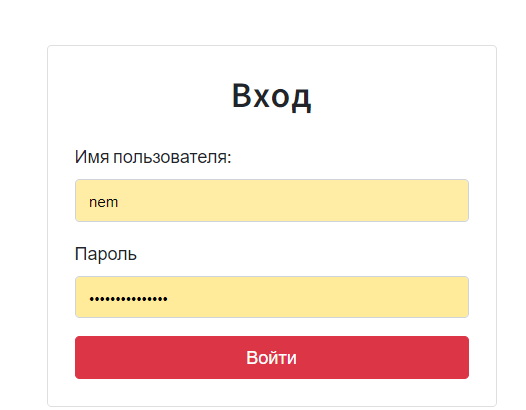 Вход
Имя пользователя:
nem
Пароль
•••••••••••••••
Войти